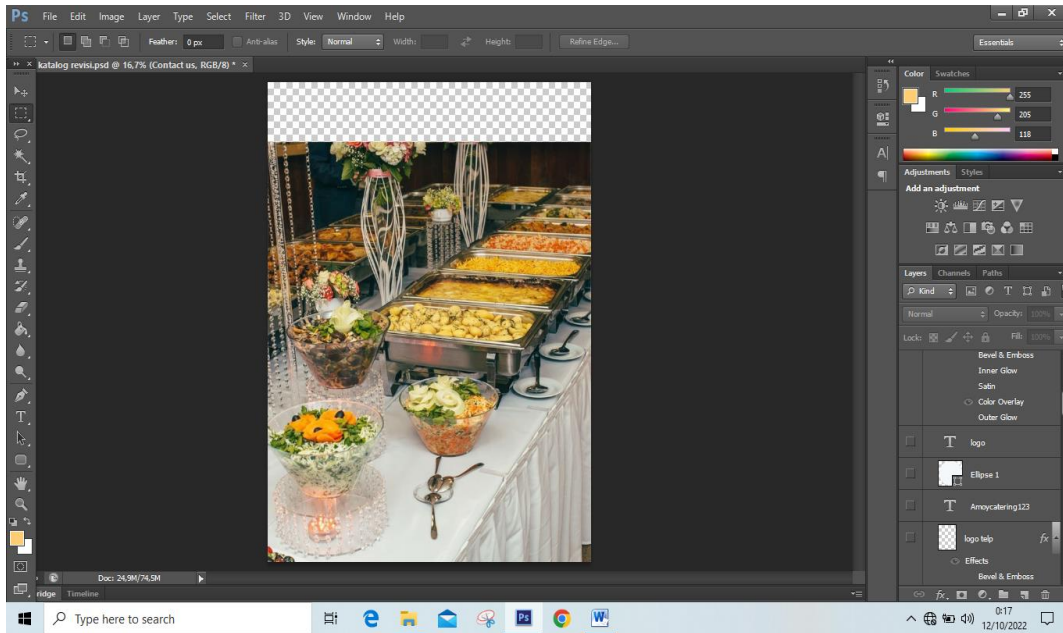 Ps File Edit Image Layer Type Select Filter 3D View Window Help
Feather: 0 px Anti-alias Style: Normal Width: Height: Refine Edge... Essentials
katalog revisi.psd @ 16,7% (Contact us, RGB/8) * ×
Color Swatches
R 255
G 205
B 118
Adjustments Styles
Add an adjustment
Layers Channels Paths
Kind
Normal Opacity: 100%
Lock: Fill: 100%
Bevel & Emboss
Inner Glow
Satin
Color Overlay
Outer Glow
T logo
Ellipse 1
T Amoycatering123
logo telp fx
Effects
Bevel & Emboss
Doc: 24,9M/74,5M
ridge Timeline
Type here to search
0:17
12/10/2022